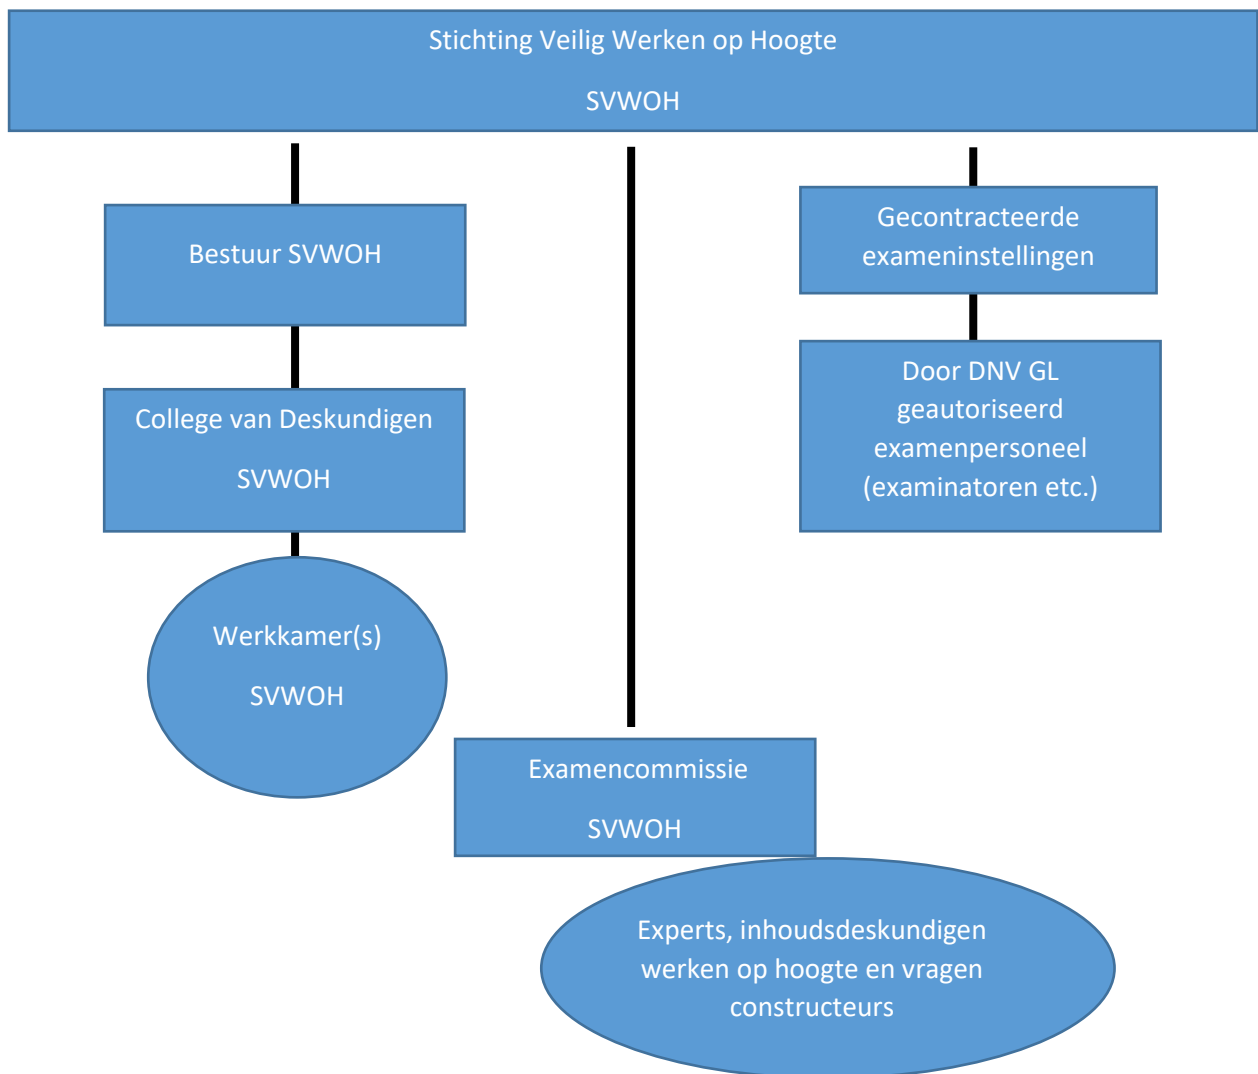 Stichting Veilig Werken op Hoogte
SVWOH
Bestuur SVWOH
College van Deskundigen
SVWOH
Werkkamer(s)
SVWOH
Examencommissie
SVWOH
Experts, inhoudsdeskundigen
werken op hoogte en vragen
constructeurs
Gecontracteerde
exameninstellingen
Door DNV GL
geautoriseerd
examenpersoneel
(examinatoren etc.)